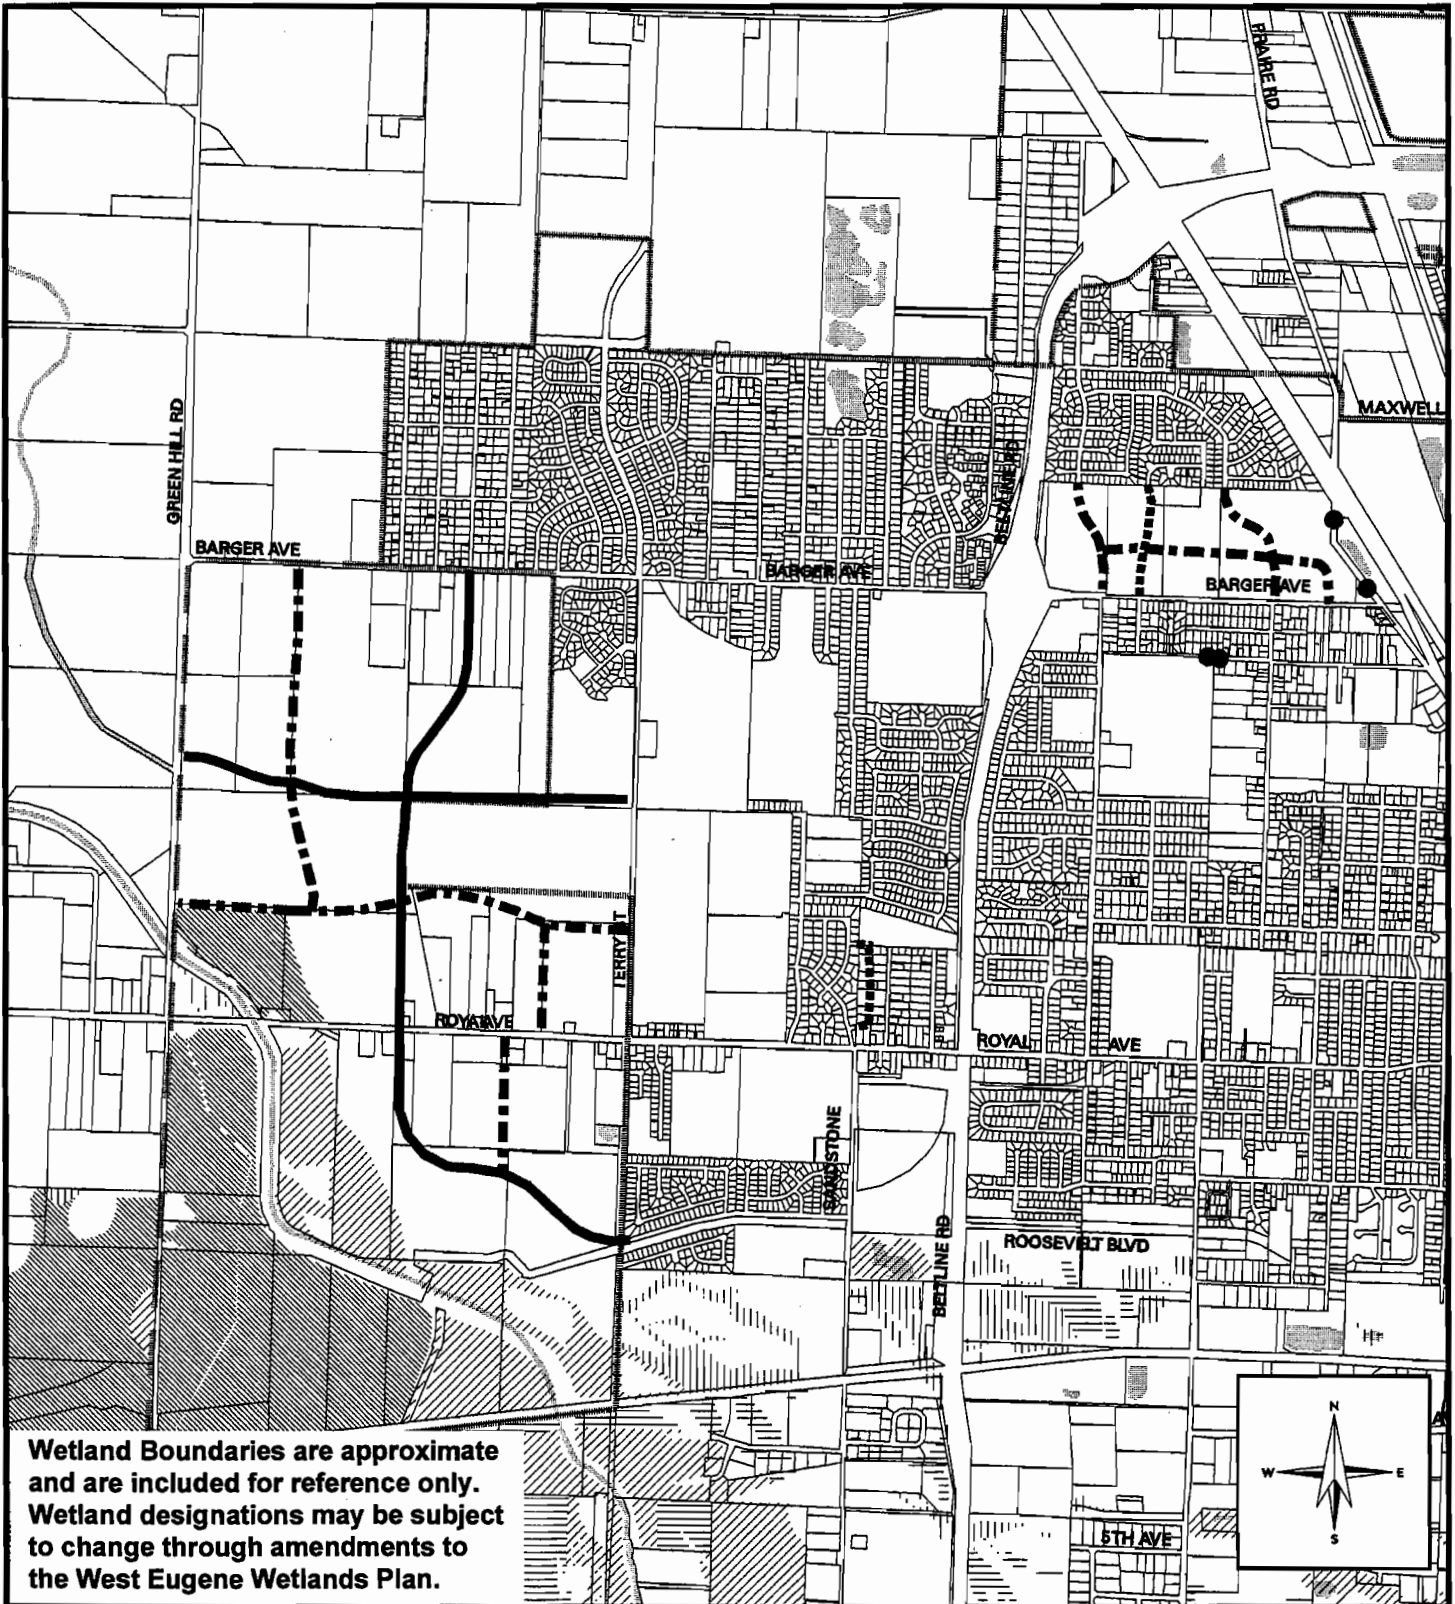 PRAIRE RD
MAXWELL
GREEN HILL RD
BELTLINE RD
BARGER AVE
BARGER AVE
BARGER AVE
TERRY ST
ROYAL AVE
ROYAL AVE
SANDSTONE
BELTLINE RD
ROOSEVELT BLVD
5TH AVE
N
W E
S
Wetland Boundaries are approximate
and are included for reference only.
Wetland designations may be subject
to change through amendments to
the West Eugene Wetlands Plan.